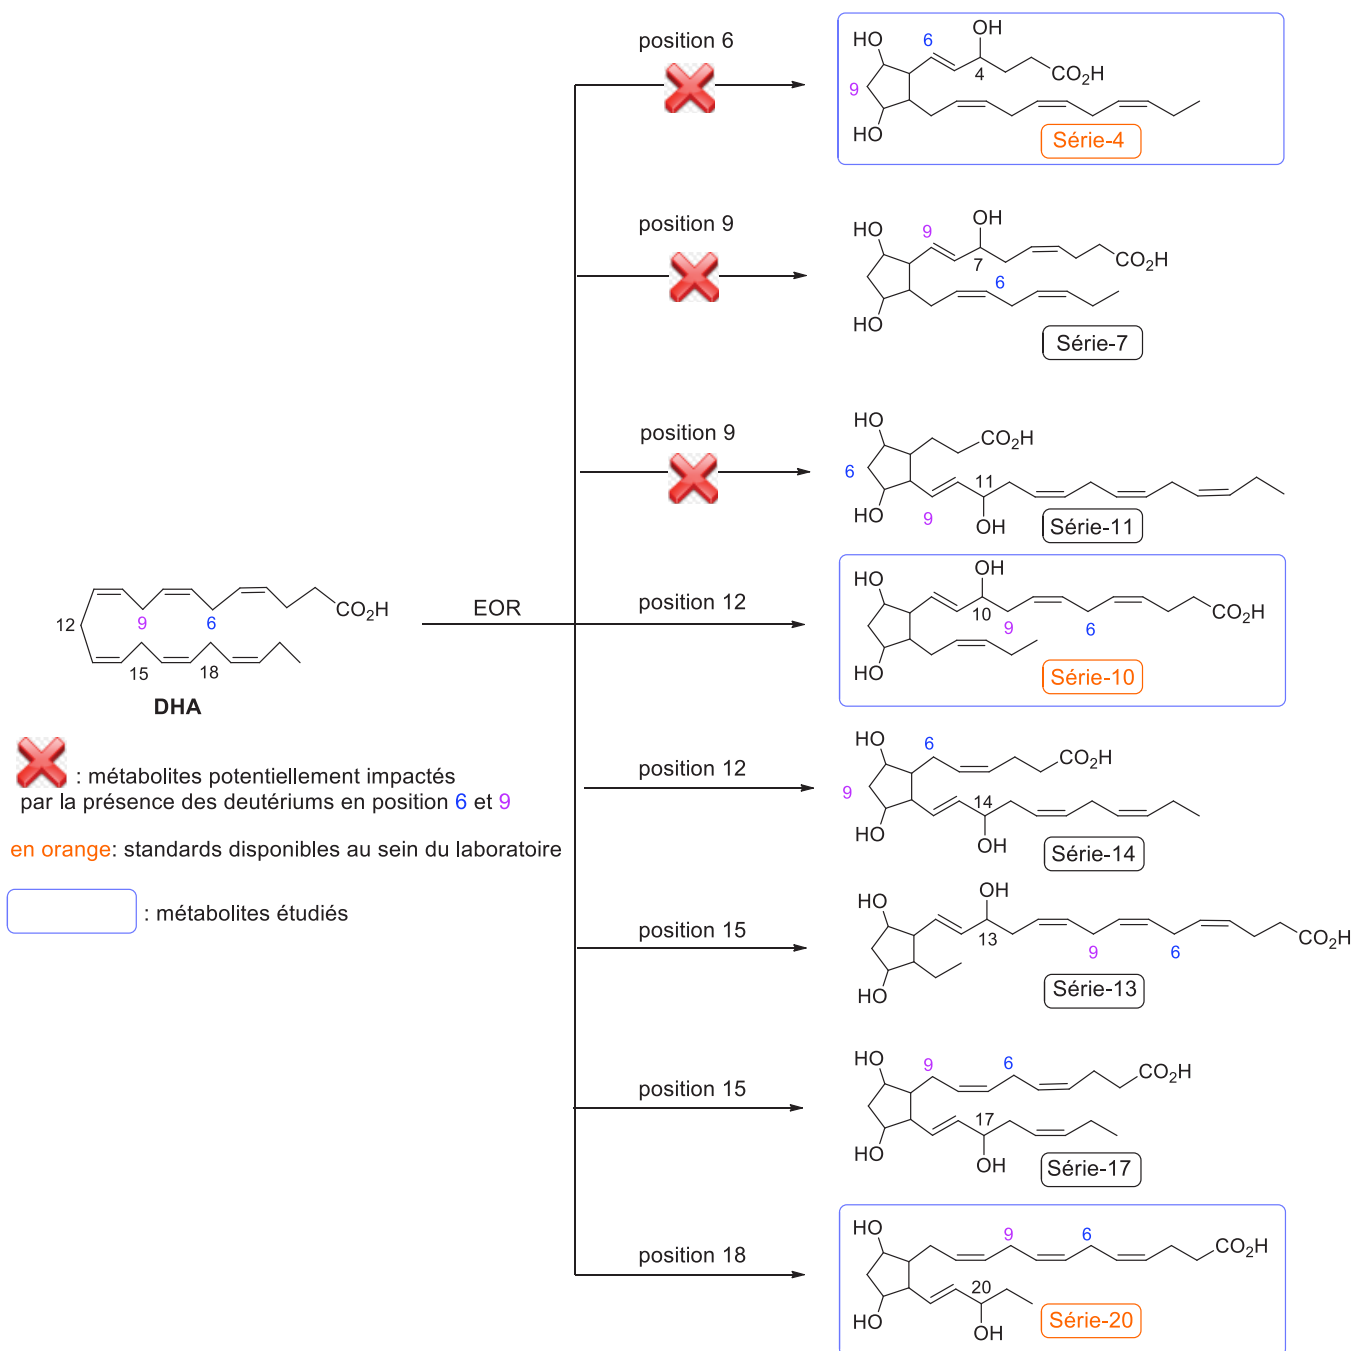 position 6
HO
6
OH
4
CO₂H
9
HO
Série-4
position 9
HO
9
OH
7
CO₂H
6
HO
Série-7
position 9
HO
CO₂H
6
11
HO
9
OH
Série-11
position 12
HO
OH
10
CO₂H
9
6
HO
Série-10
12
9
6
CO₂H
15
18
DHA
EOR
: métabolites potentiellement impactés
par la présence des deutériums en position 6 et 9
en orange: standards disponibles au sein du laboratoire
: métabolites étudiés
position 12
HO
6
CO₂H
9
14
HO
OH
Série-14
position 15
HO
OH
13
CO₂H
9
6
HO
Série-13
position 15
HO
9
6
CO₂H
17
HO
OH
Série-17
position 18
HO
9
6
CO₂H
20
HO
OH
Série-20